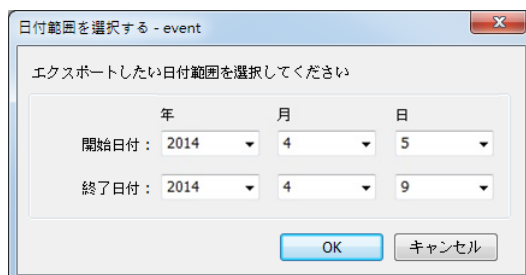 日付範囲を選択する - event
エクスポートしたい日付範囲を選択してください
年 月 日
開始日付： 2014 4 5
終了日付： 2014 4 9
OK キャンセル